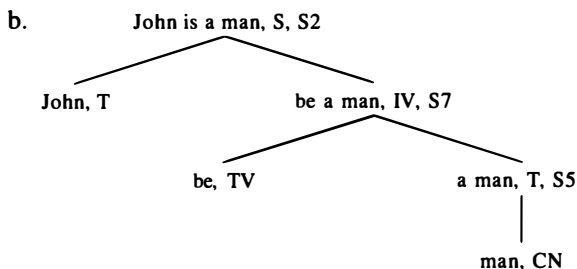 b. John is a man, S, S2
John, T be a man, IV, S7
be, TV a man, T, S5
man, CN